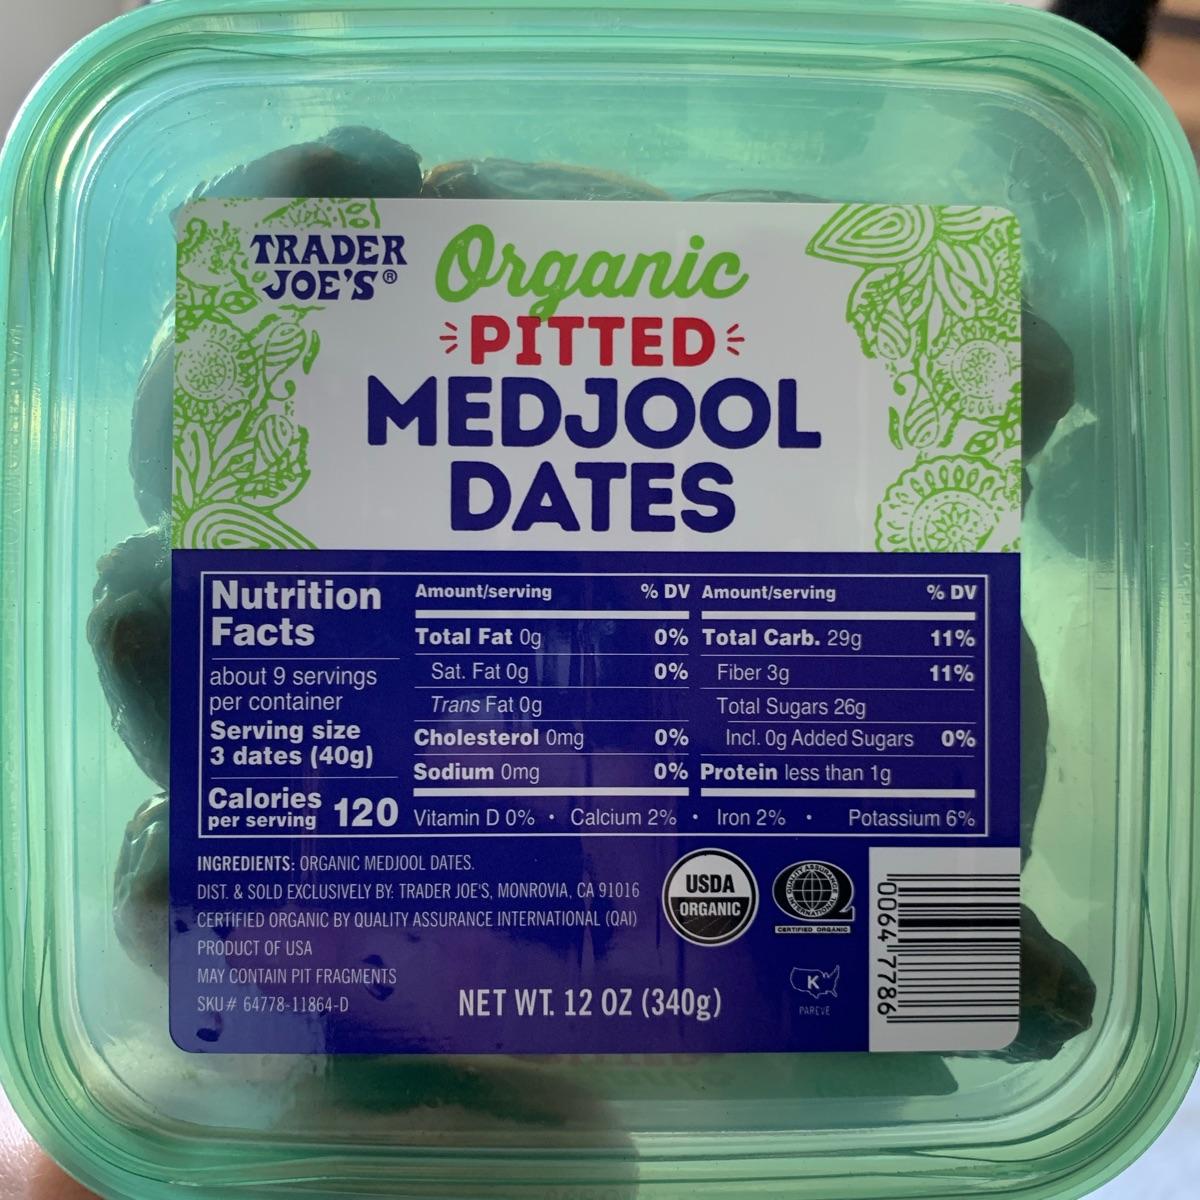 TRADER
JOE'S®
Organic
PITTED
MEDJOOL
DATES
Nutrition
Facts
about 9 servings
per container
Serving size
3 dates (40g)
Calories
per serving 120
Amount/serving % DV
Total Fat 0g 0%
Sat. Fat 0g 0%
Trans Fat 0g
Cholesterol 0mg 0%
Sodium 0mg 0%
Amount/serving % DV
Total Carb. 29g 11%
Fiber 3g 11%
Total Sugars 26g
Incl. 0g Added Sugars 0%
Protein less than 1g
Vitamin D 0% • Calcium 2% • Iron 2% • Potassium 6%
INGREDIENTS: ORGANIC MEDJOOL DATES.
DIST. & SOLD EXCLUSIVELY BY: TRADER JOE'S, MONROVIA, CA 91016
CERTIFIED ORGANIC BY QUALITY ASSURANCE INTERNATIONAL (QAI)
PRODUCT OF USA
MAY CONTAIN PIT FRAGMENTS
SKU# 64778-11864-D
NET WT. 12 OZ (340g)
USDA
ORGANIC
QUALITY ASSURANCE
INTERNATIONAL
CERTIFIED ORGANIC
K
PAREVE
0064 7786